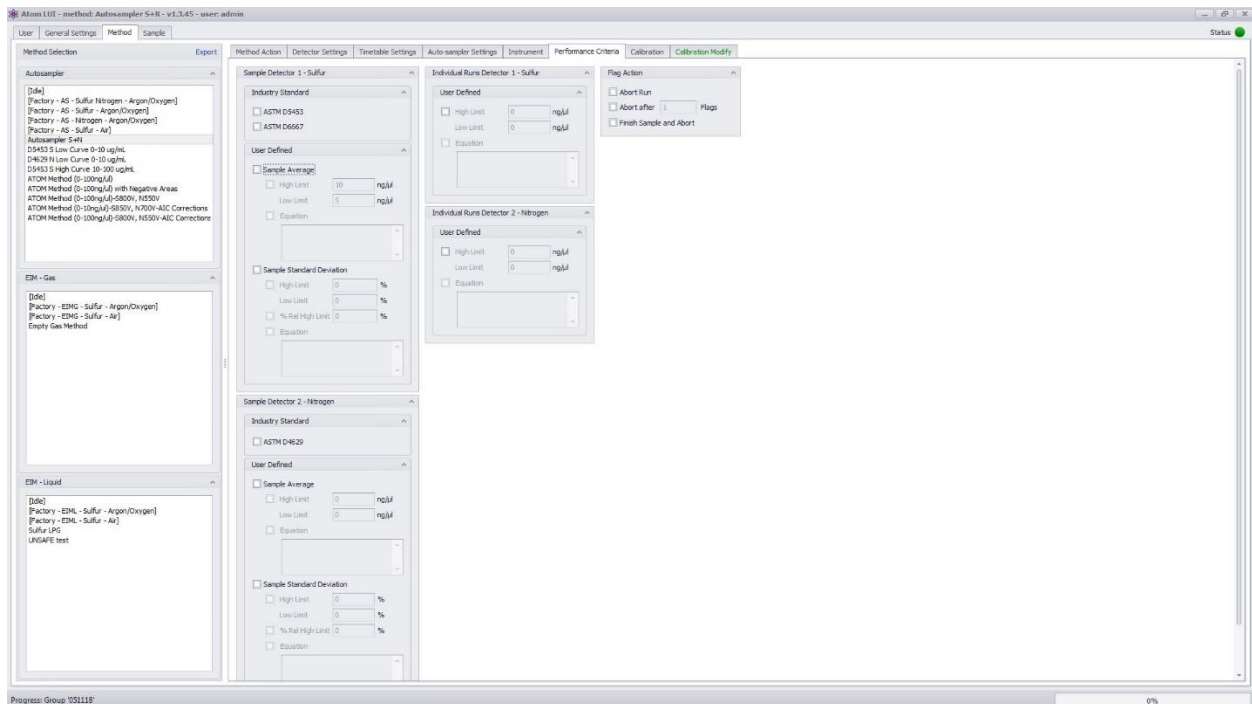 Atom LUI - method: Autosampler S+N - v1.3.45 - user: admin
User General Settings Method Sample
Status
Method Selection Export
Autosampler
[Idle]
[Factory - AS - Sulfur Nitrogen - Argon/Oxygen]
[Factory - AS - Sulfur - Argon/Oxygen]
[Factory - AS - Nitrogen - Argon/Oxygen]
[Factory - AS - Sulfur - Air]
Autosampler S+N
D5453 S Low Curve 0-10 ug/mL
D4629 N Low Curve 0-10 ug/mL
D5453 S High Curve 10-100 ug/mL
ATOM Method (0-100ng/ul)
ATOM Method (0-100ng/ul) with Negative Areas
ATOM Method (0-100ng/ul)-S800V, N550V
ATOM Method (0-10ng/ul)-S850V, N700V-AIC Corrections
ATOM Method (0-100ng/ul)-S800V, N550V-AIC Corrections
EIM - Gas
[Idle]
[Factory - EIMG - Sulfur - Argon/Oxygen]
[Factory - EIMG - Sulfur - Air]
Empty Gas Method
EIM - Liquid
[Idle]
[Factory - EIML - Sulfur - Argon/Oxygen]
[Factory - EIML - Sulfur - Air]
Sulfur LPG
UNSAFE test
Method Action Detector Settings Timetable Settings Auto-sampler Settings Instrument Performance Criteria Calibration Calibration Modify
Sample Detector 1 - Sulfur
Industry Standard
ASTM D5453
ASTM D6667
User Defined
Sample Average
High Limit 10 ng/µl
Low Limit 5 ng/µl
Equation
Sample Standard Deviation
High Limit 0 %
Low Limit 0 %
% Rel High Limit 0 %
Equation
Sample Detector 2 - Nitrogen
Industry Standard
ASTM D4629
User Defined
Sample Average
High Limit 0 ng/µl
Low Limit 0 ng/µl
Equation
Sample Standard Deviation
High Limit 0 %
Low Limit 0 %
% Rel High Limit 0 %
Equation
Individual Runs Detector 1 - Sulfur
User Defined
High Limit 0 ng/µl
Low Limit 0 ng/µl
Equation
Individual Runs Detector 2 - Nitrogen
User Defined
High Limit 0 ng/µl
Low Limit 0 ng/µl
Equation
Flag Action
Abort Run
Abort after 1 Flags
Finish Sample and Abort
Progress: Group '051118'
0%